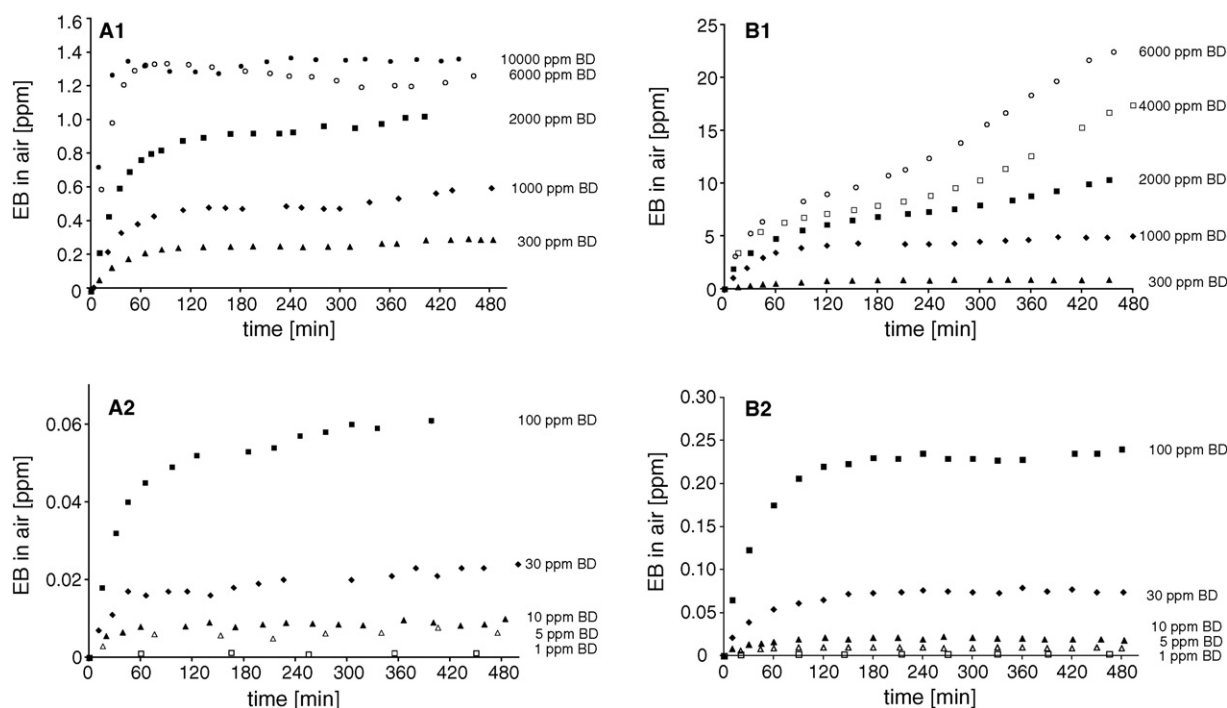 A1
EB in air [ppm]
1.6
1.4
1.2
1.0
0.8
0.6
0.4
0.2
0
0 60 120 180 240 300 360 420 480
time [min]
10000 ppm BD
6000 ppm BD
2000 ppm BD
1000 ppm BD
300 ppm BD
B1
EB in air [ppm]
25
20
15
10
5
0
0 60 120 180 240 300 360 420 480
time [min]
6000 ppm BD
4000 ppm BD
2000 ppm BD
1000 ppm BD
300 ppm BD
A2
EB in air [ppm]
0.06
0.04
0.02
0
0 60 120 180 240 300 360 420 480
time [min]
100 ppm BD
30 ppm BD
10 ppm BD
5 ppm BD
1 ppm BD
B2
EB in air [ppm]
0.30
0.25
0.20
0.15
0.10
0.05
0
0 60 120 180 240 300 360 420 480
time [min]
100 ppm BD
30 ppm BD
10 ppm BD
5 ppm BD
1 ppm BD